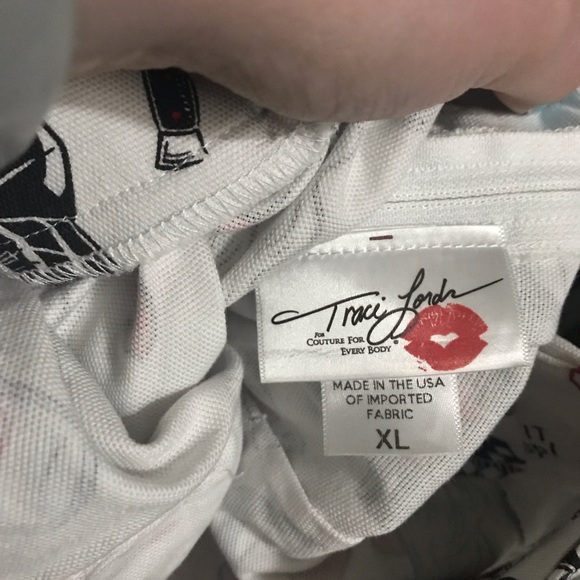 Traci Lords
FOR
COUTURE FOR
EVERY BODY®
MADE IN THE USA
OF IMPORTED
FABRIC
XL